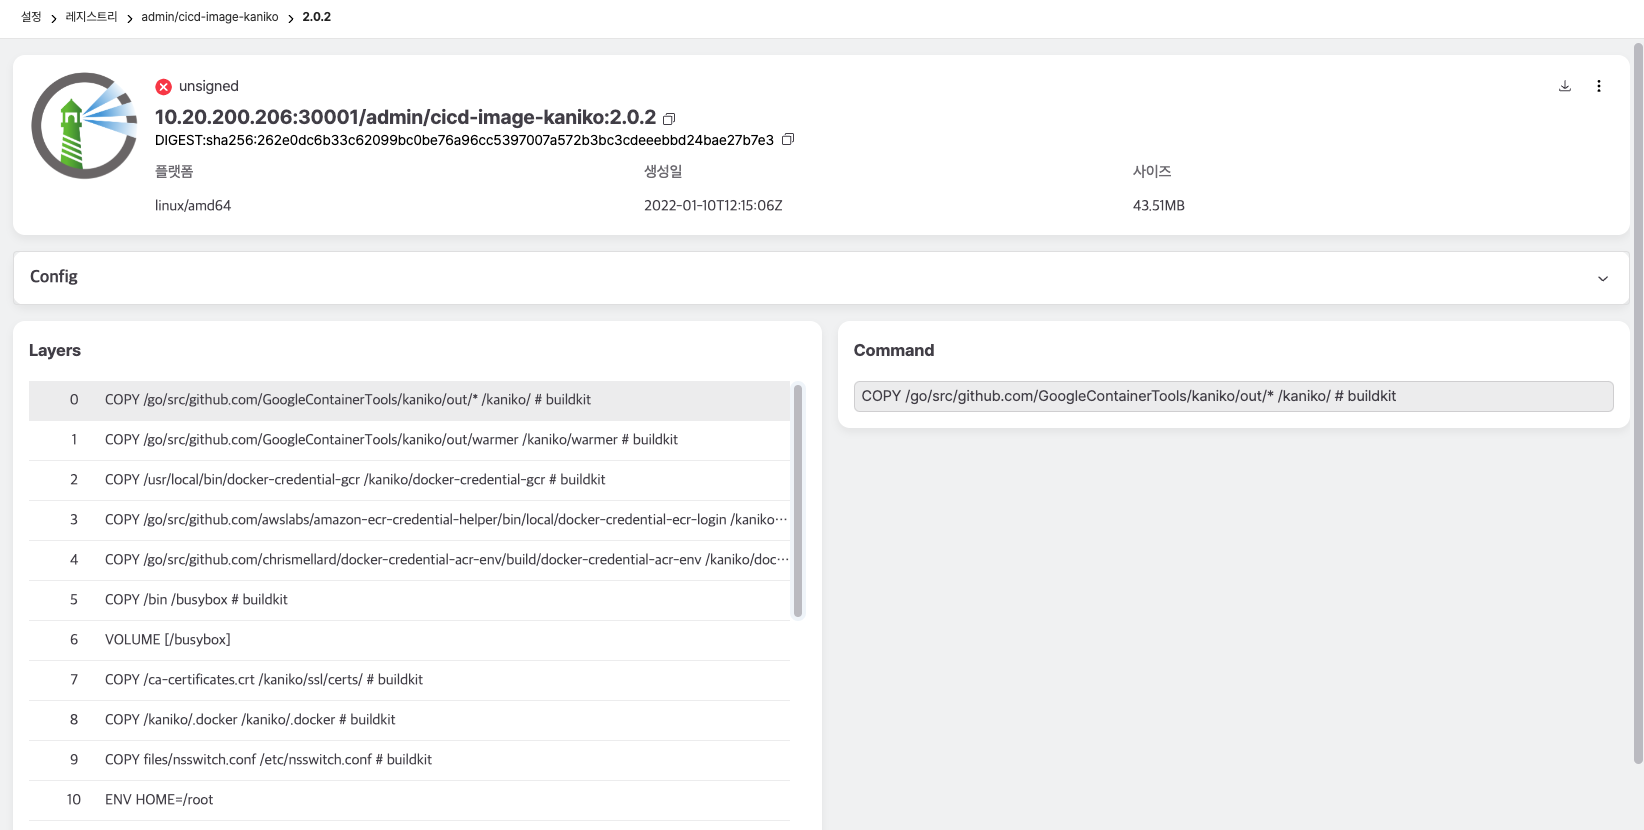 설정 > 레지스트리 > admin/cicd-image-kaniko > 2.0.2
unsigned
10.20.200.206:30001/admin/cicd-image-kaniko:2.0.2
DIGEST:sha256:262e0dc6b33c62099bc0be76a96cc5397007a572b3bc3cdeeebbd24bae27b7e3
플랫폼 생성일 사이즈
linux/amd64 2022-01-10T12:15:06Z 43.51MB
Config
Layers
0 COPY /go/src/github.com/GoogleContainerTools/kaniko/out/* /kaniko/ # buildkit
1 COPY /go/src/github.com/GoogleContainerTools/kaniko/out/warmer /kaniko/warmer # buildkit
2 COPY /usr/local/bin/docker-credential-gcr /kaniko/docker-credential-gcr # buildkit
3 COPY /go/src/github.com/awslabs/amazon-ecr-credential-helper/bin/local/docker-credential-ecr-login /kaniko…
4 COPY /go/src/github.com/chrismellard/docker-credential-acr-env/build/docker-credential-acr-env /kaniko/doc…
5 COPY /bin /busybox # buildkit
6 VOLUME [/busybox]
7 COPY /ca-certificates.crt /kaniko/ssl/certs/ # buildkit
8 COPY /kaniko/.docker /kaniko/.docker # buildkit
9 COPY files/nsswitch.conf /etc/nsswitch.conf # buildkit
10 ENV HOME=/root
Command
COPY /go/src/github.com/GoogleContainerTools/kaniko/out/* /kaniko/ # buildkit